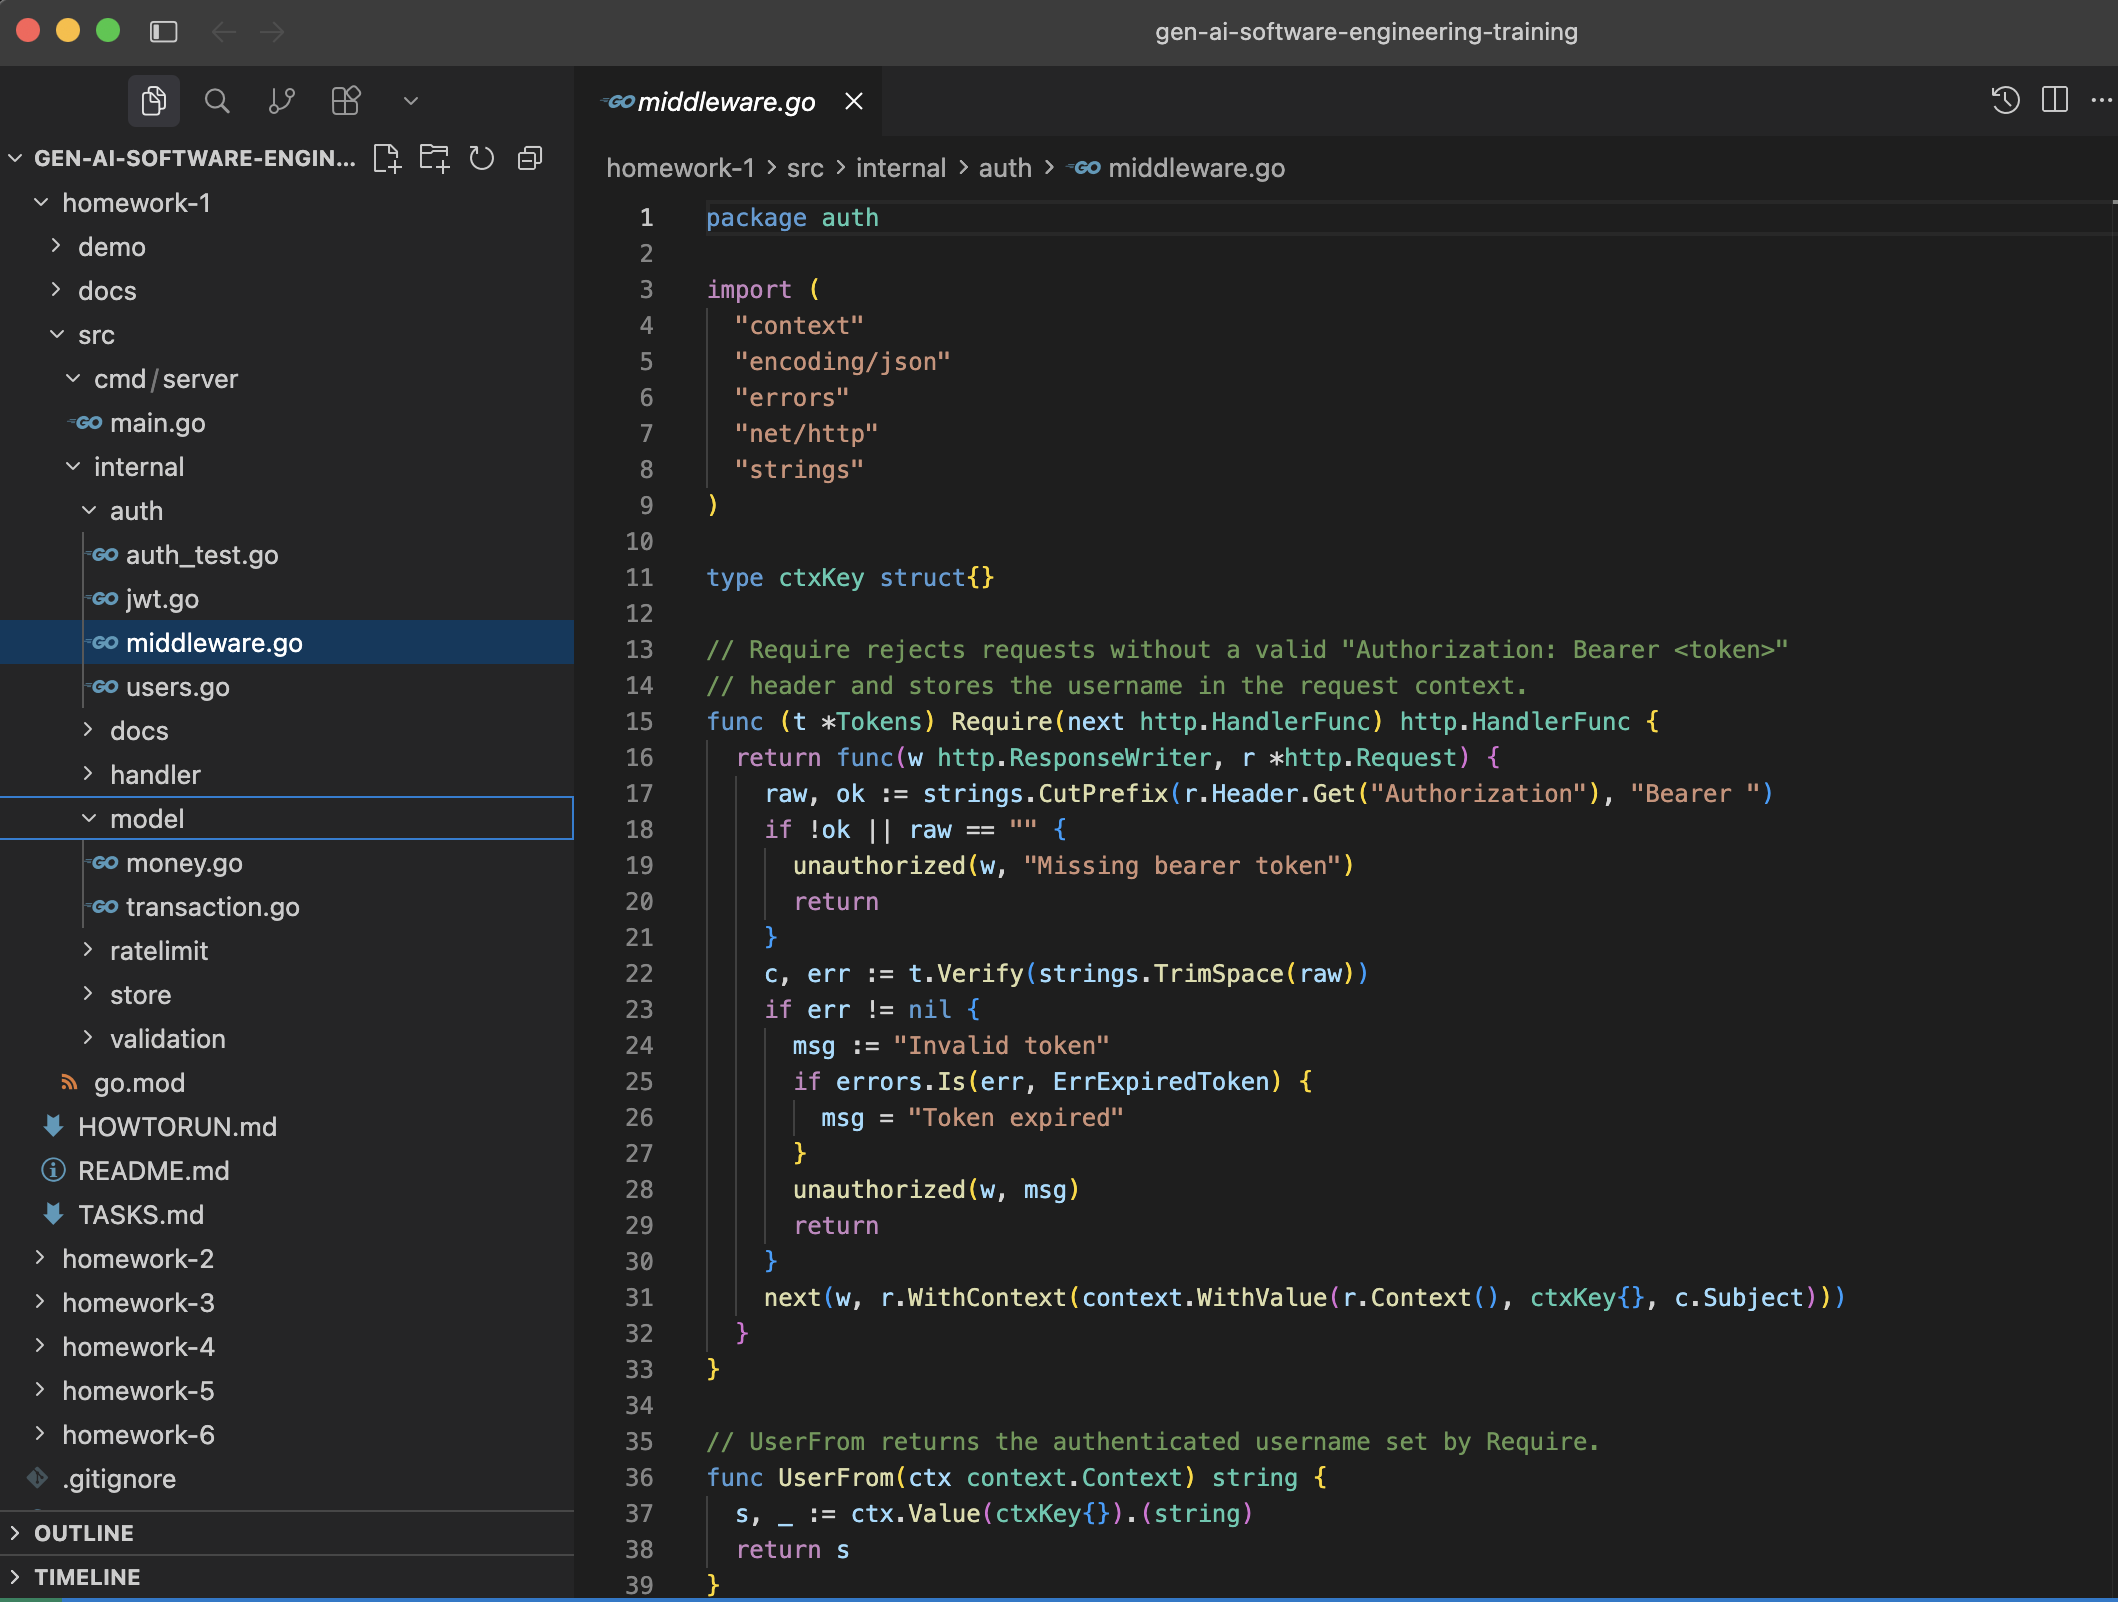 gen-ai-software-engineering-training
GEN-AI-SOFTWARE-ENGIN...
homework-1
demo
docs
src
cmd/server
GO main.go
internal
auth
GO auth_test.go
GO jwt.go
GO middleware.go
GO users.go
docs
handler
model
GO money.go
GO transaction.go
ratelimit
store
validation
go.mod
HOWTORUN.md
README.md
TASKS.md
homework-2
homework-3
homework-4
homework-5
homework-6
.gitignore
OUTLINE
TIMELINE
GO middleware.go
homework-1 > src > internal > auth > GO middleware.go
1 package auth
2
3 import (
4   "context"
5   "encoding/json"
6   "errors"
7   "net/http"
8   "strings"
9 )
10
11 type ctxKey struct{}
12
13 // Require rejects requests without a valid "Authorization: Bearer <token>"
14 // header and stores the username in the request context.
15 func (t *Tokens) Require(next http.HandlerFunc) http.HandlerFunc {
16   return func(w http.ResponseWriter, r *http.Request) {
17     raw, ok := strings.CutPrefix(r.Header.Get("Authorization"), "Bearer ")
18     if !ok || raw == "" {
19       unauthorized(w, "Missing bearer token")
20       return
21     }
22     c, err := t.Verify(strings.TrimSpace(raw))
23     if err != nil {
24       msg := "Invalid token"
25       if errors.Is(err, ErrExpiredToken) {
26         msg = "Token expired"
27       }
28       unauthorized(w, msg)
29       return
30     }
31     next(w, r.WithContext(context.WithValue(r.Context(), ctxKey{}, c.Subject)))
32   }
33 }
34
35 // UserFrom returns the authenticated username set by Require.
36 func UserFrom(ctx context.Context) string {
37   s, _ := ctx.Value(ctxKey{}).(string)
38   return s
39 }